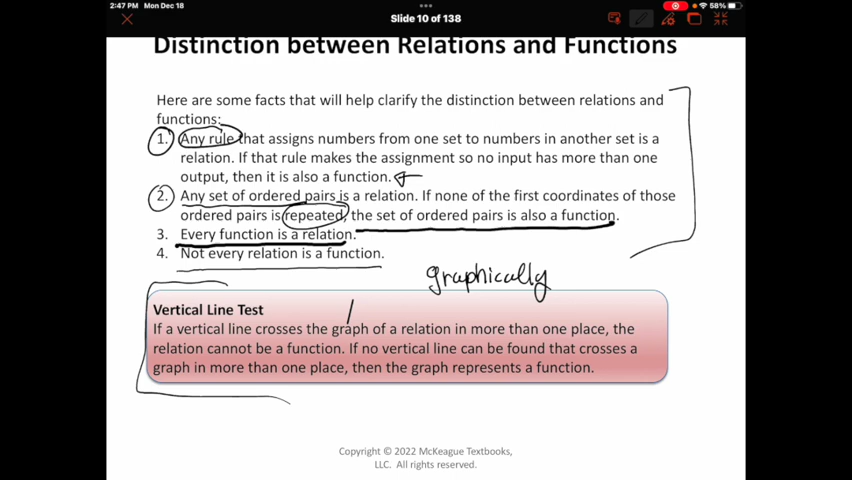 2:47 PM Mon Dec 18
58%
Slide 10 of 138
Distinction between Relations and Functions
Here are some facts that will help clarify the distinction between relations and
functions:
1. Any rule that assigns numbers from one set to numbers in another set is a
relation. If that rule makes the assignment so no input has more than one
output, then it is also a function.
2. Any set of ordered pairs is a relation. If none of the first coordinates of those
ordered pairs is repeated, the set of ordered pairs is also a function.
3. Every function is a relation.
4. Not every relation is a function.
graphically
Vertical Line Test
If a vertical line crosses the graph of a relation in more than one place, the
relation cannot be a function. If no vertical line can be found that crosses a
graph in more than one place, then the graph represents a function.
Copyright © 2022 McKeague Textbooks,
LLC. All rights reserved.